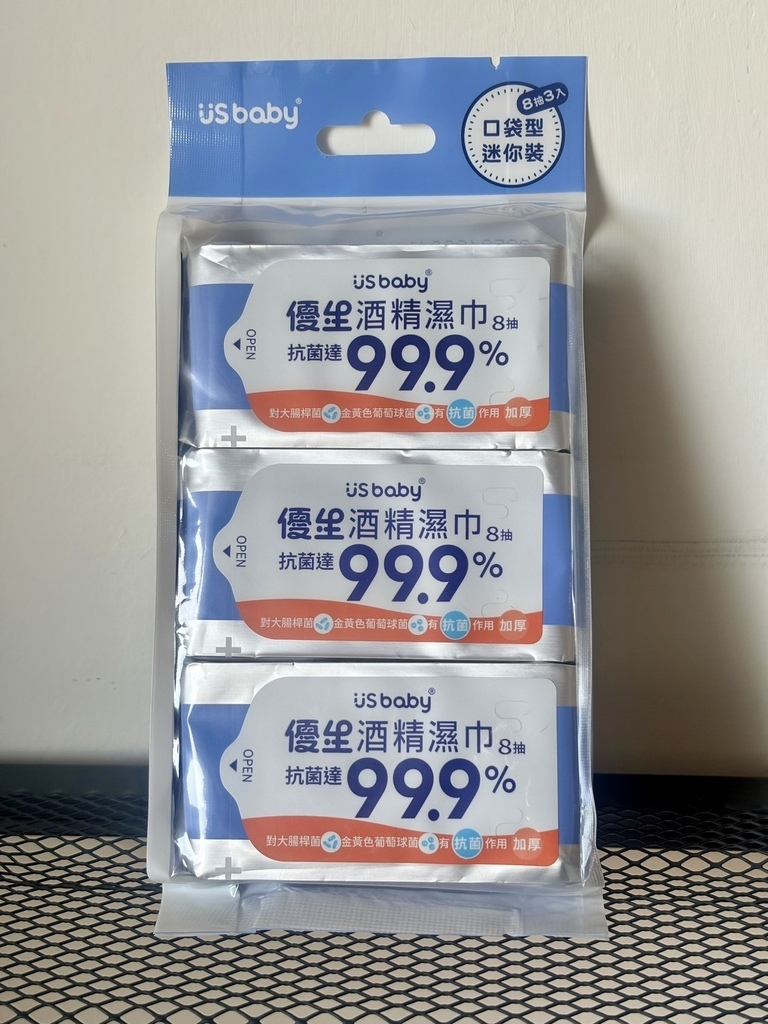 USbaby®
8抽3入
口袋型
迷你裝
USbaby®
優生酒精濕巾8抽
抗菌達99.9%
OPEN
對大腸桿菌金黃色葡萄球菌有抗菌作用 加厚
USbaby®
優生酒精濕巾8抽
抗菌達99.9%
OPEN
對大腸桿菌金黃色葡萄球菌有抗菌作用 加厚
USbaby®
優生酒精濕巾8抽
抗菌達99.9%
OPEN
對大腸桿菌金黃色葡萄球菌有抗菌作用 加厚